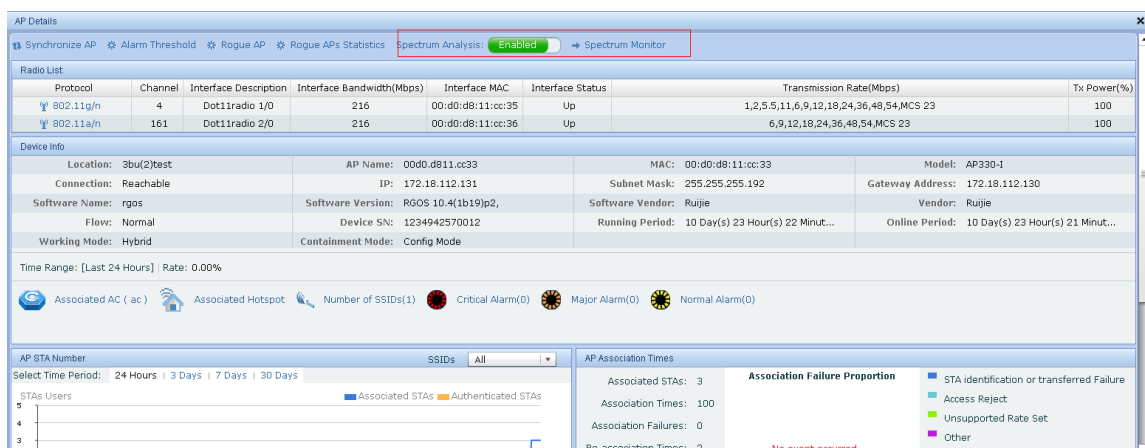 AP Details
Synchronize AP Alarm Threshold Rogue AP Rogue APs Statistics Spectrum Analysis: Enabled Spectrum Monitor
Radio List
Protocol Channel Interface Description Interface Bandwidth(Mbps) Interface MAC Interface Status Transmission Rate(Mbps) Tx Power(%)
802.11g/n 4 Dot11radio 1/0 216 00:d0:d8:11:cc:35 Up 1,2,5.5,11,6,9,12,18,24,36,48,54,MCS 23 100
802.11a/n 161 Dot11radio 2/0 216 00:d0:d8:11:cc:36 Up 6,9,12,18,24,36,48,54,MCS 23 100
Device Info
Location: 3bu(2)test AP Name: 00d0.d811.cc33 MAC: 00:d0:d8:11:cc:33 Model: AP330-I
Connection: Reachable IP: 172.18.112.131 Subnet Mask: 255.255.255.192 Gateway Address: 172.18.112.130
Software Name: rgos Software Version: RGOS 10.4(1b19)p2, Software Vendor: Ruijie Vendor: Ruijie
Flow: Normal Device SN: 1234942570012 Running Period: 10 Day(s) 23 Hour(s) 22 Minut... Online Period: 10 Day(s) 23 Hour(s) 21 Minut...
Working Mode: Hybrid Containment Mode: Config Mode
Time Range: [Last 24 Hours] | Rate: 0.00%
Associated AC ( ac ) Associated Hotspot Number of SSIDs(1) Critical Alarm(0) Major Alarm(0) Normal Alarm(0)
AP STA Number SSIDs All
Select Time Period: 24 Hours | 3 Days | 7 Days | 30 Days
STAs Users Associated STAs Authenticated STAs
5
4
3
AP Association Times
Associated STAs: 3
Association Times: 100
Association Failures: 0
Re-association Times: 2
Association Failure Proportion
No event occurred
STA identification or transferred Failure
Access Reject
Unsupported Rate Set
Other